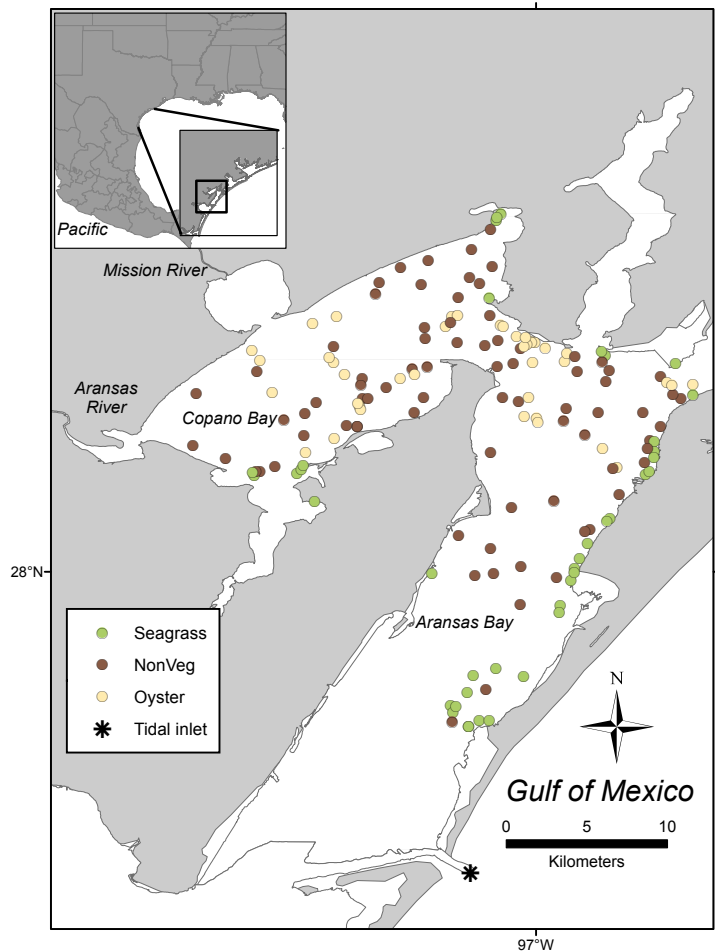 Pacific
Mission River
Aransas
River
Copano Bay
28°N
Seagrass
NonVeg
Oyster
Tidal inlet
Aransas Bay
N
Gulf of Mexico
0 5 10
Kilometers
97°W